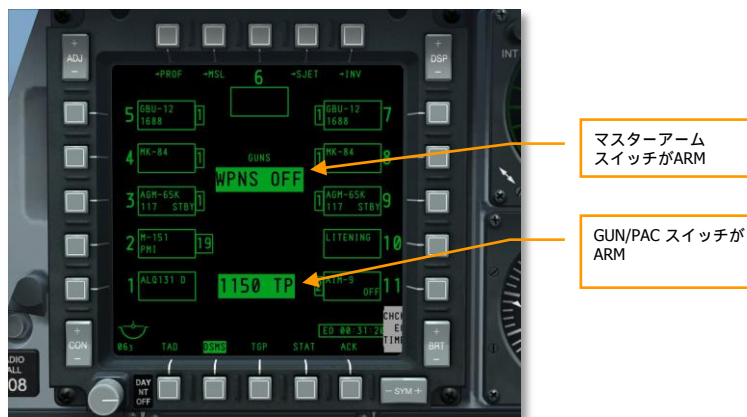 ADJ
DSP
INT
→PROF →MSL 6 →SJET →INV
5 GBU-12 1 1 GBU-12 7
1688 1688
4 MK-84 1 GUNS 1 MK-84 8
WPNS OFF
3 AGM-65K 1 1 AGM-65K 9
117 STBY 117 STBY
2 M-151 19 LITENING 10
PMI
1 ALQ131 D 1150 TP AIM-9 11
OFF
CHCK
TIME
ED 00:31:20
TAD DSMS TGP STAT ACK
CON
BRT
ALL
08
DAY
NT
OFF
- SYM +
マスターアーム
スイッチがARM
GUN/PAC スイッチが
ARM